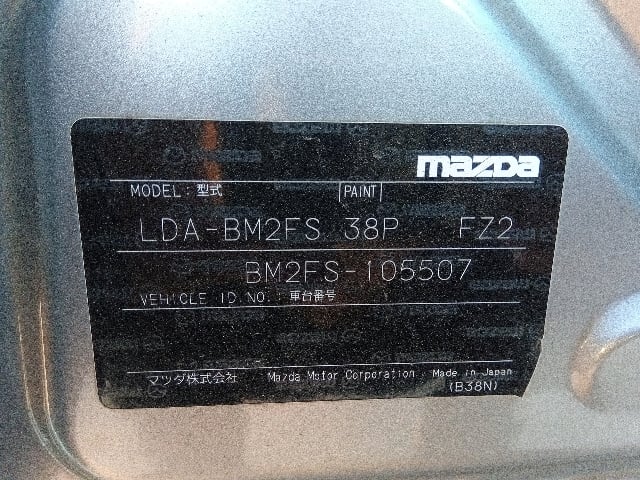 mazda
MODEL:型式 PAINT
LDA-BM2FS 38P FZ2
BM2FS-105507
VEHICLE ID.NO.:車台番号
マツダ株式会社 Mazda Motor Corporation. Made in Japan
(B38N)